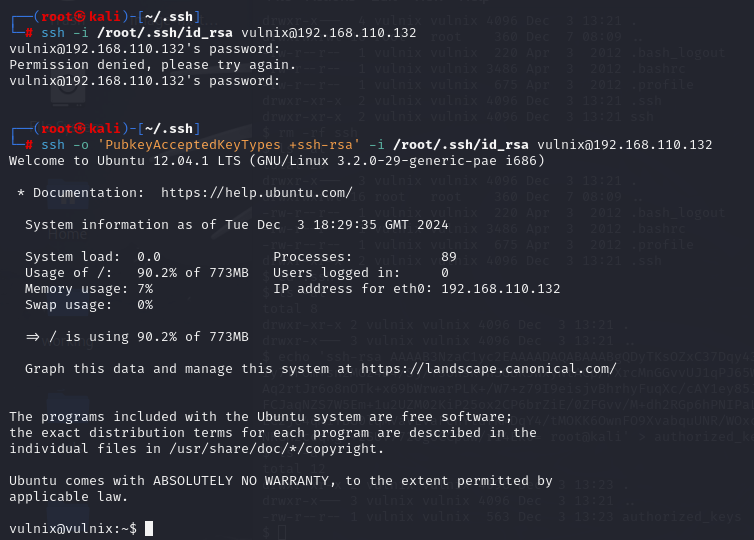 ┌──(root㉿kali)-[~/.ssh]
└─# ssh -i /root/.ssh/id_rsa vulnix@192.168.110.132
vulnix@192.168.110.132's password:
Permission denied, please try again.
vulnix@192.168.110.132's password:
┌──(root㉿kali)-[~/.ssh]
└─# ssh -o 'PubkeyAcceptedKeyTypes +ssh-rsa' -i /root/.ssh/id_rsa vulnix@192.168.110.132
Welcome to Ubuntu 12.04.1 LTS (GNU/Linux 3.2.0-29-generic-pae i686)
* Documentation:  https://help.ubuntu.com/
System information as of Tue Dec  3 18:29:35 GMT 2024
System load:  0.0               Processes:           89
Usage of /:   90.2% of 773MB   Users logged in:     0
Memory usage: 7%                IP address for eth0: 192.168.110.132
Swap usage:   0%
=> / is using 90.2% of 773MB
Graph this data and manage this system at https://landscape.canonical.com/
The programs included with the Ubuntu system are free software;
the exact distribution terms for each program are described in the
individual files in /usr/share/doc/*/copyright.
Ubuntu comes with ABSOLUTELY NO WARRANTY, to the extent permitted by
applicable law.
vulnix@vulnix:~$